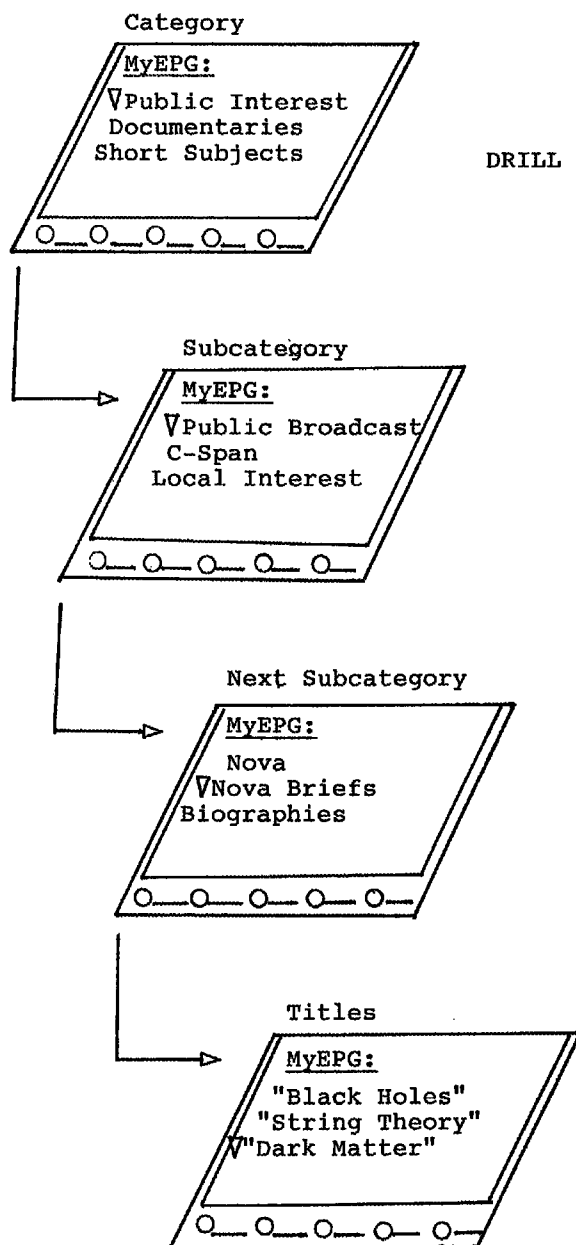 Category
MyEPG:
Public Interest
Documentaries
Short Subjects
DRILL
Subcategory
MyEPG:
Public Broadcast
C-Span
Local Interest
Next Subcategory
MyEPG:
Nova
Nova Briefs
Biographies
Titles
MyEPG:
"Black Holes"
"String Theory"
"Dark Matter"